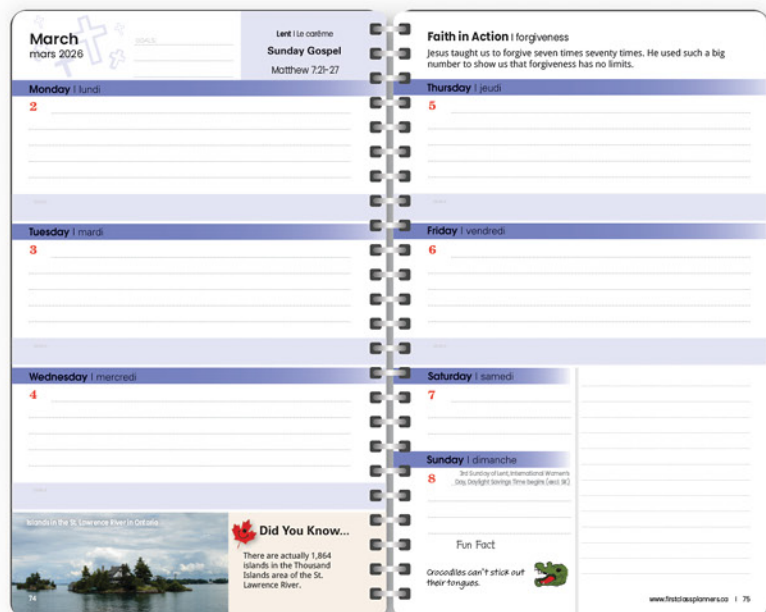 March
mars 2026
GOALS:
Lent | Le carême
Sunday Gospel
Matthew 7:21-27
Monday | lundi
2
Tuesday | mardi
3
Wednesday | mercredi
4
Islands in the St. Lawrence River in Ontario
74
Did You Know...
There are actually 1,864
islands in the Thousand
Islands area of the St.
Lawrence River.
Faith in Action | forgiveness
Jesus taught us to forgive seven times seventy times. He used such a big
number to show us that forgiveness has no limits.
Thursday | jeudi
5
Friday | vendredi
6
Saturday | samedi
7
Sunday | dimanche
8
3rd Sunday of Lent, International Women's
Day, Daylight Savings Time begins (excl. SK)
Fun Fact
Crocodiles can't stick out
their tongues.
www.firstclassplanners.ca | 75